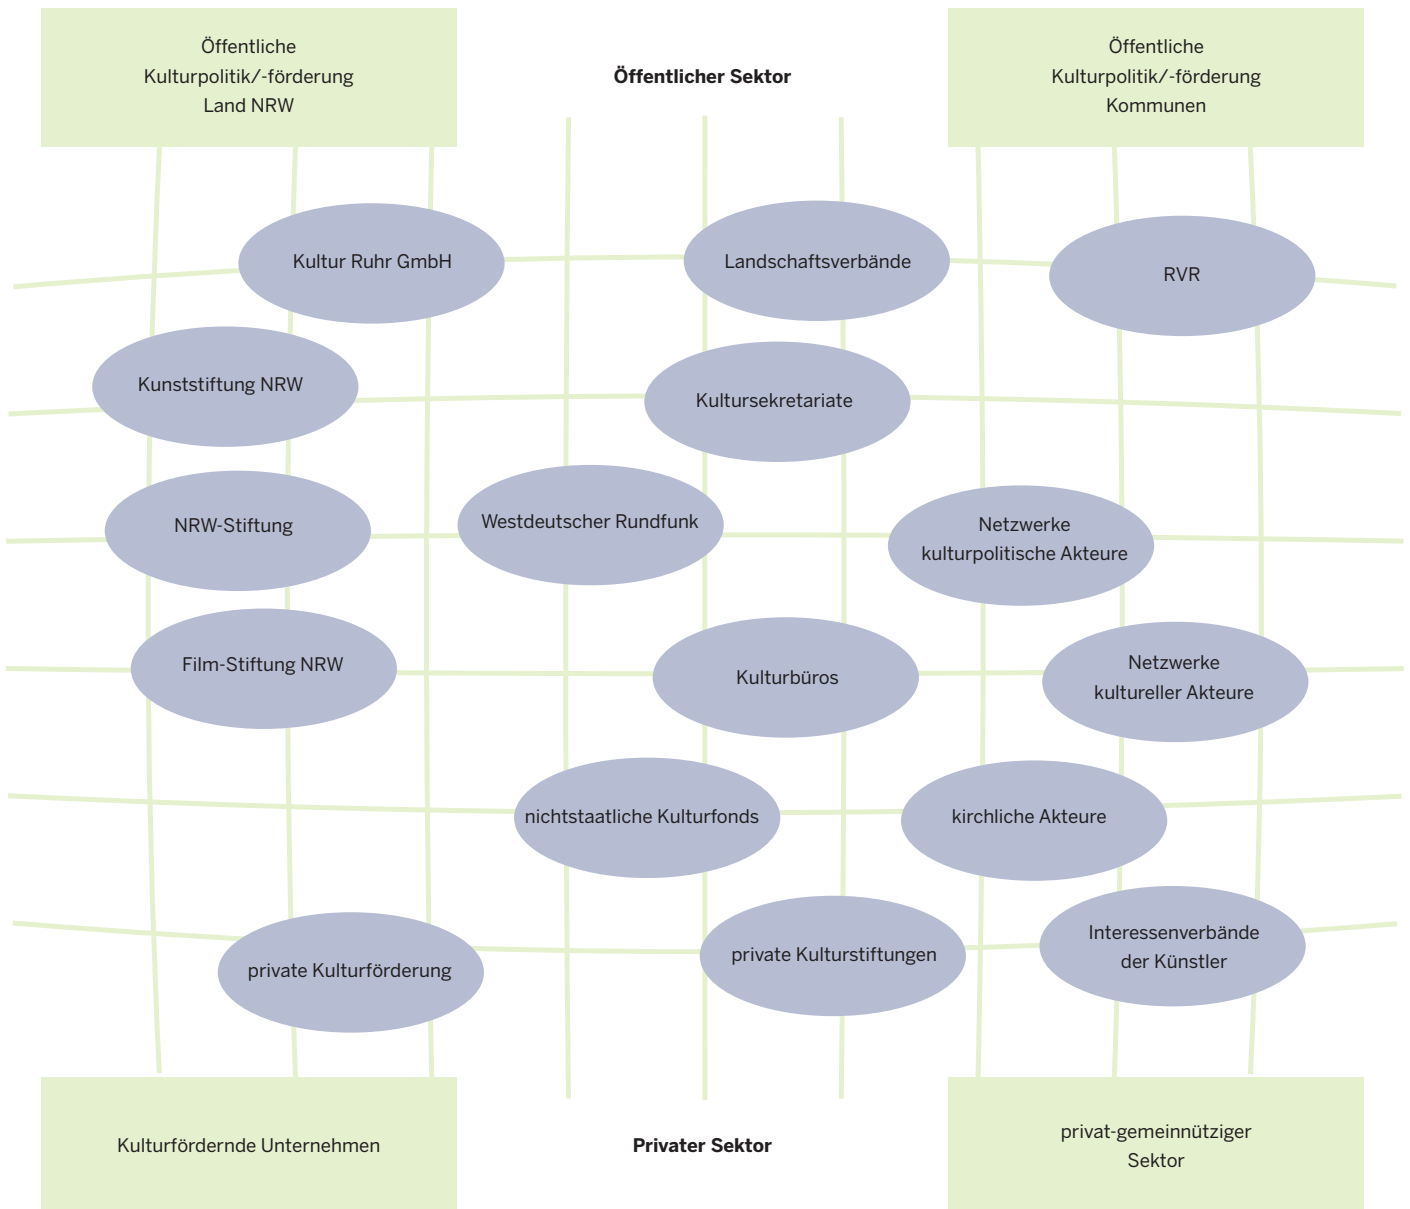 Öffentliche
Kulturpolitik/-förderung
Land NRW
Öffentlicher Sektor
Öffentliche
Kulturpolitik/-förderung
Kommunen
Kultur Ruhr GmbH
Landschaftsverbände
RVR
Kunststiftung NRW
Kultursekretariate
NRW-Stiftung
Westdeutscher Rundfunk
Netzwerke
kulturpolitische Akteure
Film-Stiftung NRW
Kulturbüros
Netzwerke
kultureller Akteure
nichtstaatliche Kulturfonds
kirchliche Akteure
private Kulturförderung
private Kulturstiftungen
Interessenverbände
der Künstler
Kulturfördernde Unternehmen
Privater Sektor
privat-gemeinnütziger
Sektor